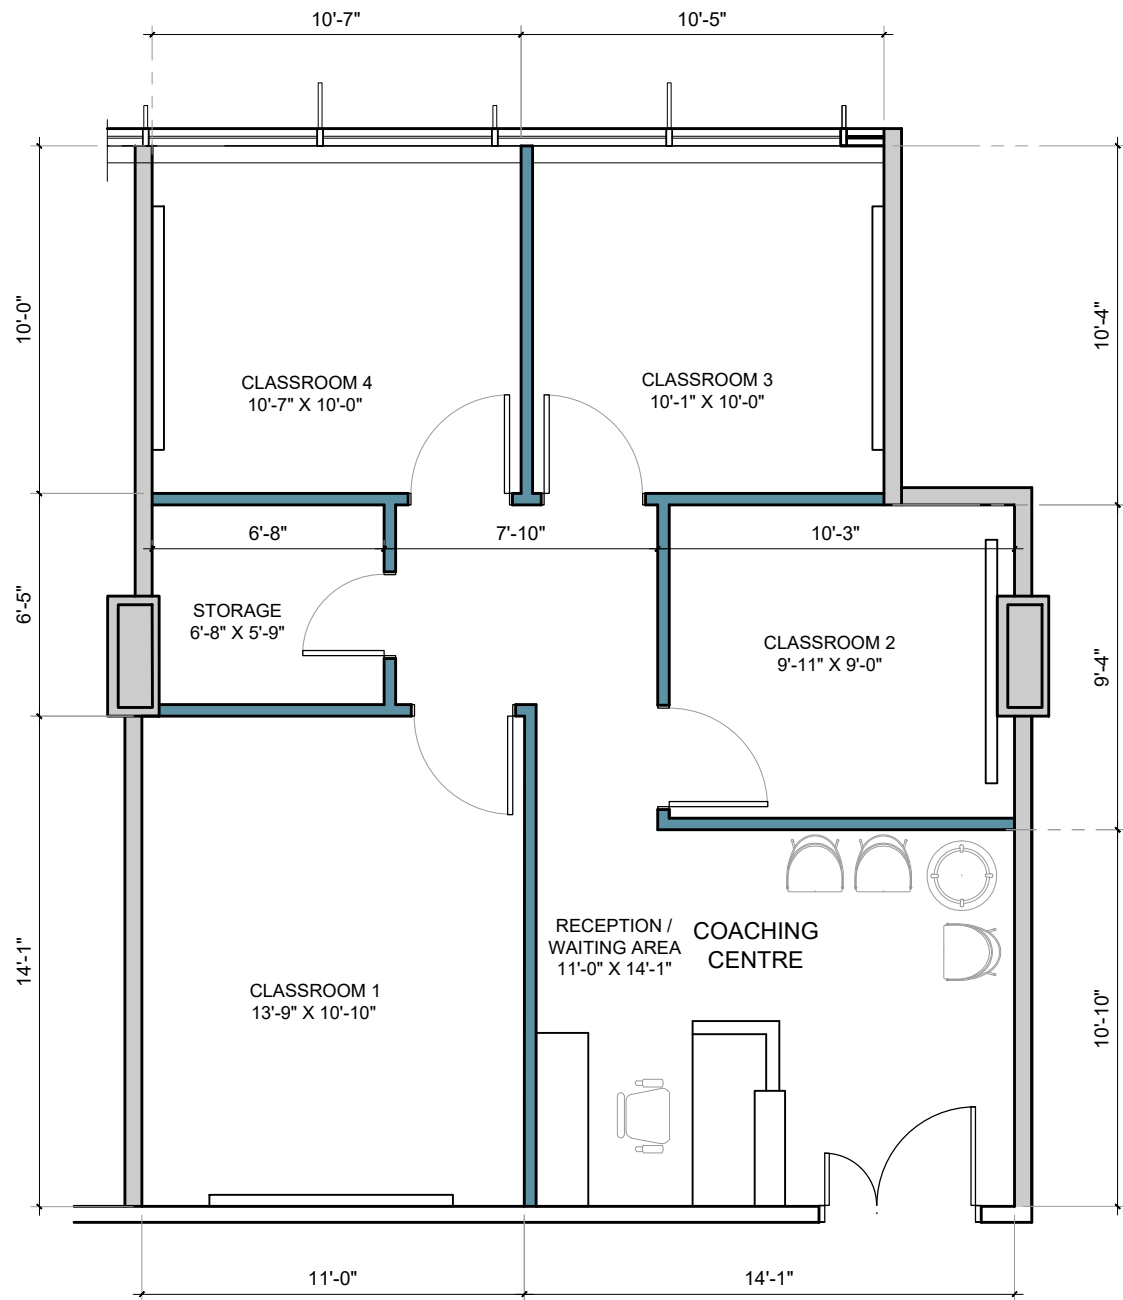 10'-7"
10'-5"
10'-0"
10'-4"
CLASSROOM 4
10'-7" X 10'-0"
CLASSROOM 3
10'-1" X 10'-0"
6'-8"
7'-10"
10'-3"
6'-5"
STORAGE
6'-8" X 5'-9"
CLASSROOM 2
9'-11" X 9'-0"
9'-4"
RECEPTION /
WAITING AREA
11'-0" X 14'-1"
COACHING
CENTRE
14'-1"
CLASSROOM 1
13'-9" X 10'-10"
10'-10"
11'-0"
14'-1"